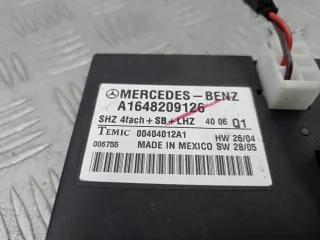 MERCEDES-BENZ
A1648209126
SHZ 4fach+SB+LHZ 40 06 Q1
TEMIC 00404012A1 HW 26/04
006755 MADE IN MEXICO SW 28/05